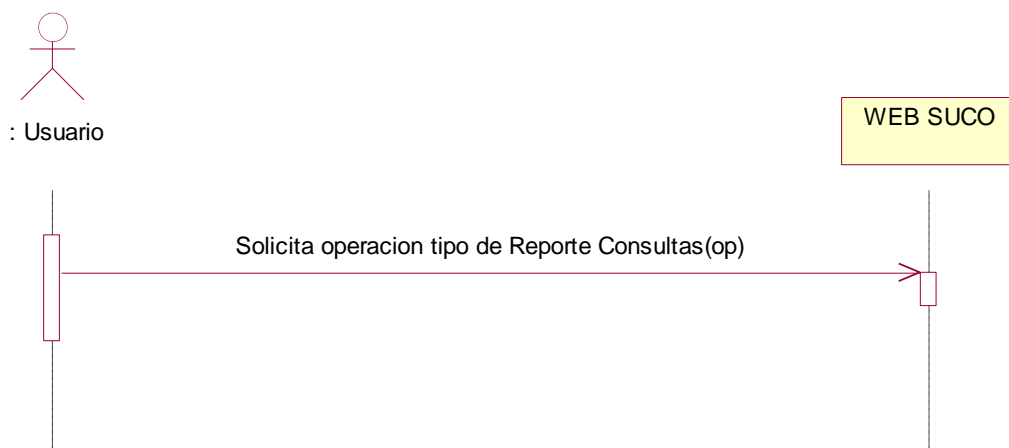 : Usuario
WEB SUCO
Solicita operacion tipo de Reporte Consultas(op)